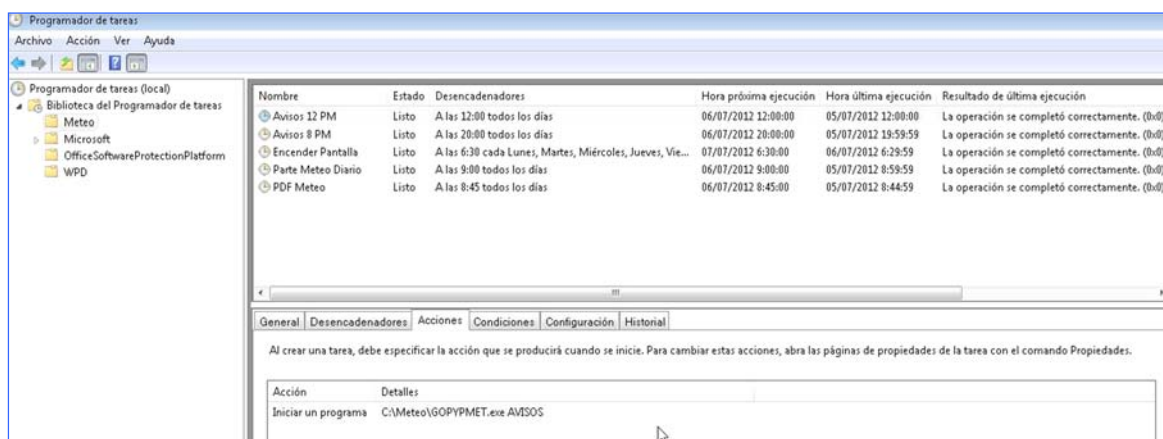 Programador de tareas
Archivo Acción Ver Ayuda
Programador de tareas (local)
Biblioteca del Programador de tareas
Meteo
Microsoft
OfficeSoftwareProtectionPlatform
WPD
Nombre Estado Desencadenadores Hora próxima ejecución Hora última ejecución Resultado de última ejecución
Avisos 12 PM Listo A las 12:00 todos los días 06/07/2012 12:00:00 05/07/2012 12:00:00 La operación se completó correctamente. (0x0)
Avisos 8 PM Listo A las 20:00 todos los días 06/07/2012 20:00:00 05/07/2012 19:59:59 La operación se completó correctamente. (0x0)
Encender Pantalla Listo A las 6:30 cada Lunes, Martes, Miércoles, Jueves, Vie... 07/07/2012 6:30:00 06/07/2012 6:29:59 La operación se completó correctamente. (0x0)
Parte Meteo Diario Listo A las 9:00 todos los días 06/07/2012 9:00:00 05/07/2012 8:59:59 La operación se completó correctamente. (0x0)
PDF Meteo Listo A las 8:45 todos los días 06/07/2012 8:45:00 05/07/2012 8:44:59 La operación se completó correctamente. (0x0)
General Desencadenadores Acciones Condiciones Configuración Historial
Al crear una tarea, debe especificar la acción que se producirá cuando se inicie. Para cambiar estas acciones, abra las páginas de propiedades de la tarea con el comando Propiedades.
Acción Detalles
Iniciar un programa C:\Meteo\GOPYPMET.exe AVISOS